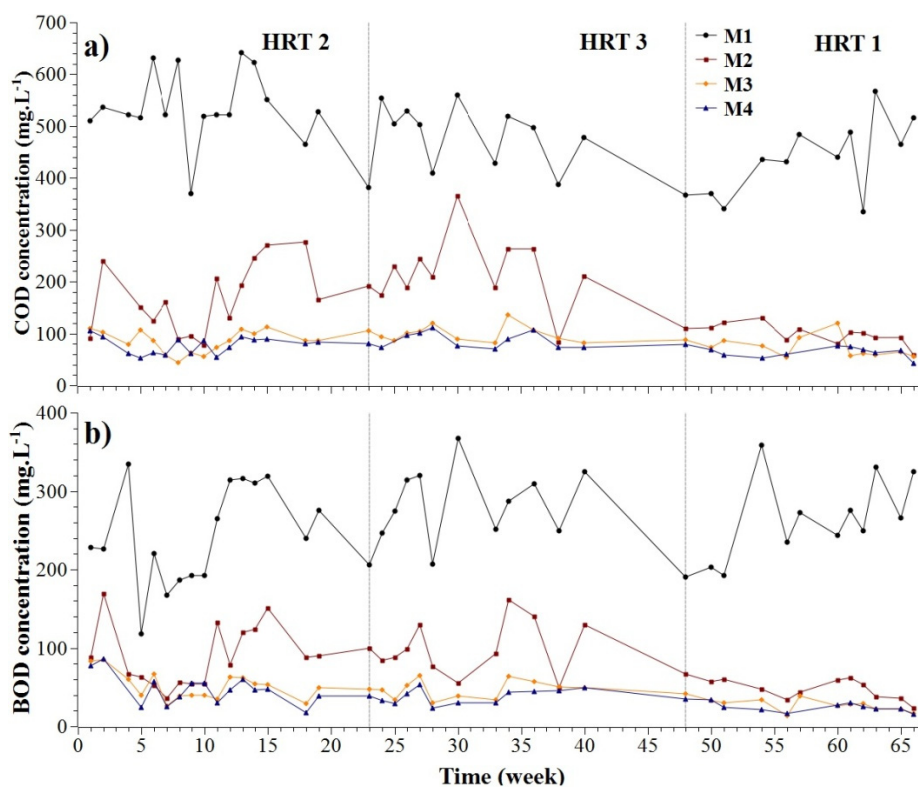 a)
HRT 2
HRT 3
HRT 1
M1
M2
M3
M4
COD concentration (mg.L⁻¹)
700
600
500
400
300
200
100
0
b)
BOD concentration (mg.L⁻¹)
400
300
200
100
0
0 5 10 15 20 25 30 35 40 45 50 55 60 65
Time (week)